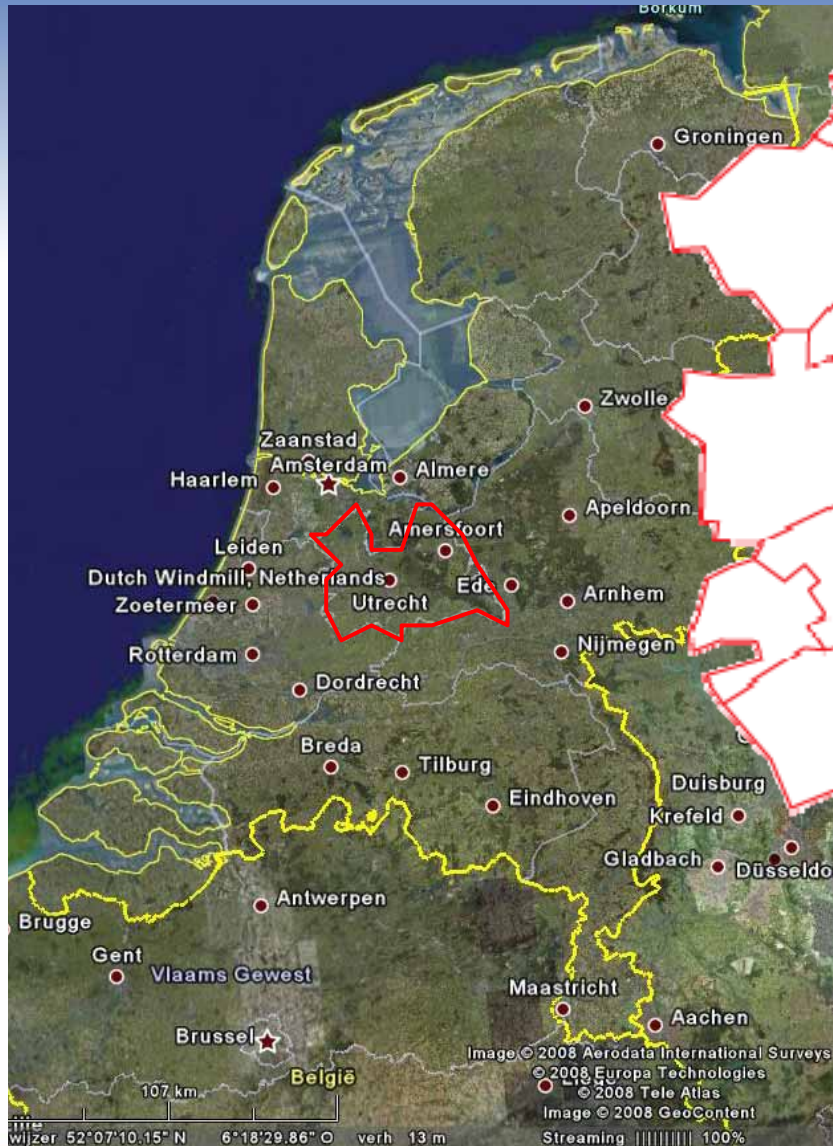 Borkum
Groningen
Zwolle
Zaanstad
Amsterdam
Almere
Haarlem
Apeldoorn
Amersfoort
Leiden
Dutch Windmill, Netherlands
Ede
Utrecht
Zoetermeer
Arnhem
Rotterdam
Nijmegen
Dordrecht
Breda
Tilburg
Duisburg
Eindhoven
Krefeld
Gladbach
Düsseldo
Antwerpen
Brugge
Gent
Vlaams Gewest
Maastricht
Aachen
Brussel
Image © 2008 Aerodata International Surveys
© 2008 Europa Technologies
België
© 2008 Tele Atlas
107 km
Image © 2008 GeoContent
wijzer 52°07'10.15" N 6°18'29.86" O verh 13 m Streaming |||||||||| 100%